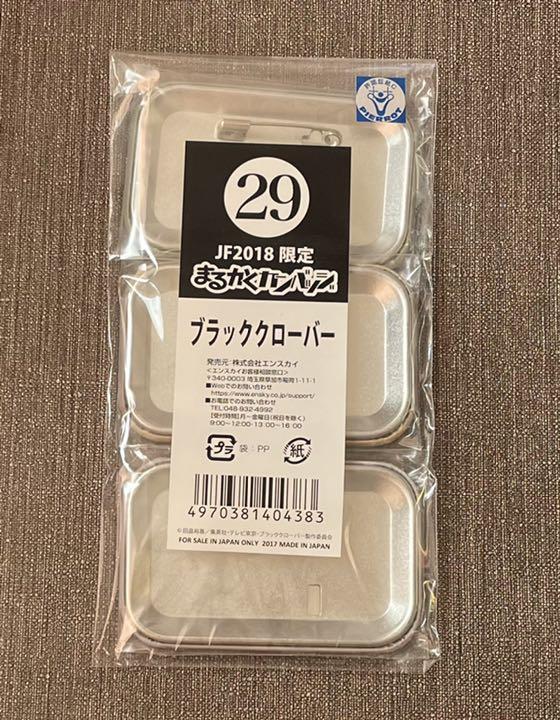 許諾証紙C
PIERROT
29
JF2018 限定
まるかくカンバッジ
ブラッククローバー
発売元:株式会社エンスカイ
<エンスカイお客様相談窓口>
〒340-0003 埼玉県草加市稲荷1-11-1
■Webでのお問い合わせ
https://www.ensky.co.jp/support/
■お電話でのお問い合わせ
TEL:048-932-4992
[受付時間]月~金曜日(祝日を除く)
9:00~12:00・13:00~16:00
プラ 袋:PP 紙
4970381404383
©田畠裕基/集英社・テレビ東京・ブラッククローバー製作委員会
FOR SALE IN JAPAN ONLY 2017 MADE IN JAPAN